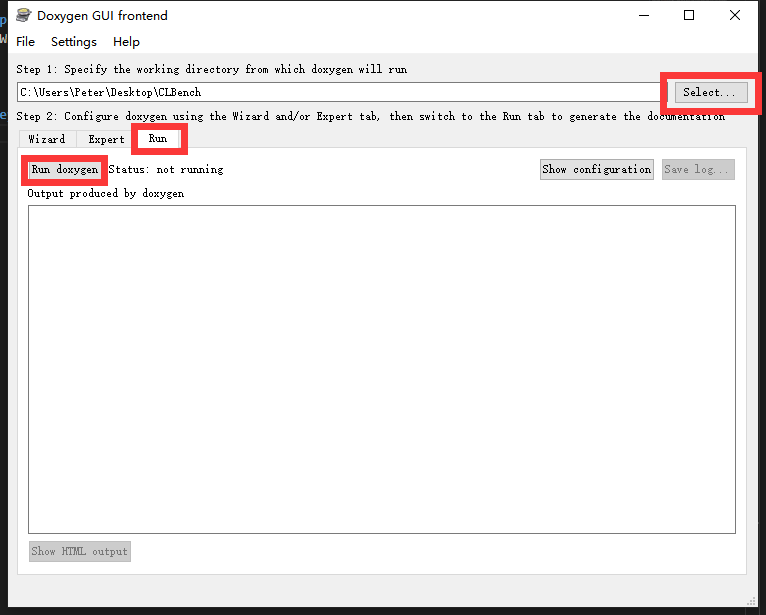 Doxygen GUI frontend
File Settings Help
Step 1: Specify the working directory from which doxygen will run
C:\Users\Peter\Desktop\CLBench
Select...
Step 2: Configure doxygen using the Wizard and/or Expert tab, then switch to the Run tab to generate the documentation
Wizard Expert Run
Run doxygen Status: not running Show configuration Save log...
Output produced by doxygen
Show HTML output